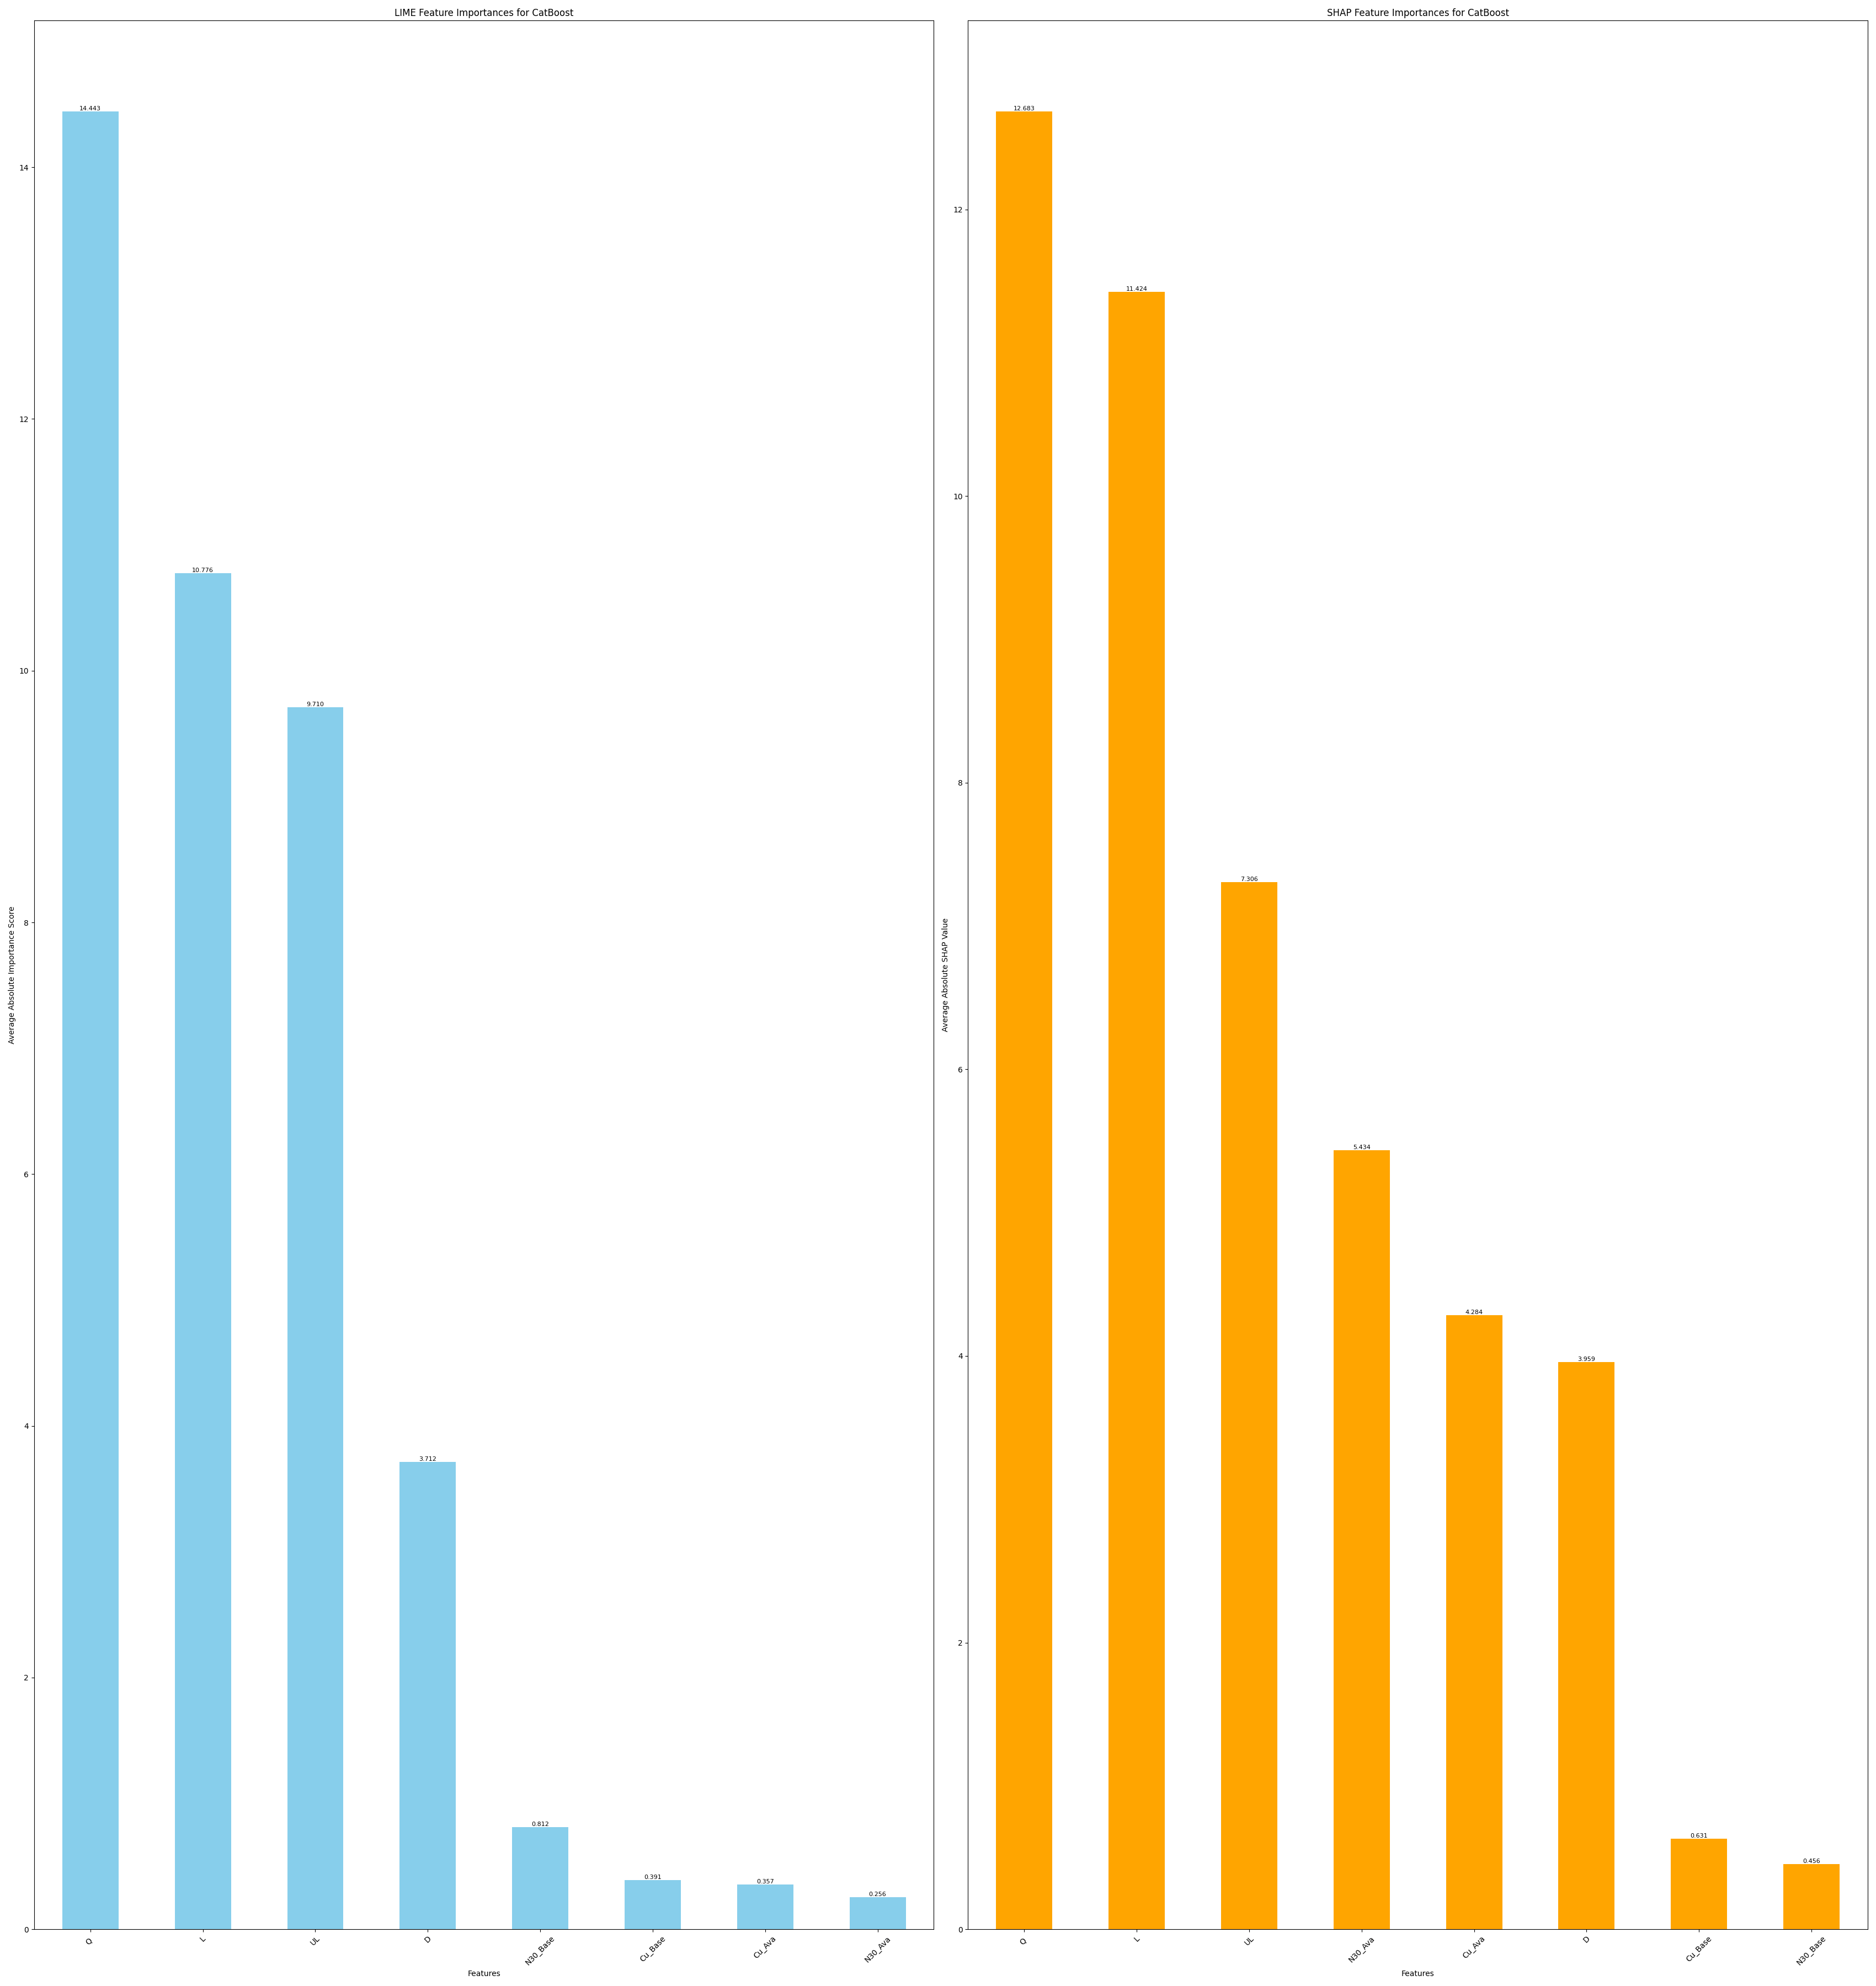 LIME Feature Importances for CatBoost
Average Absolute Importance Score
14
12
10
8
6
4
2
0
14.443
10.776
9.710
3.712
0.812
0.391
0.357
0.256
Q
L
UL
D
N30_Base
Cu_Base
Cu_Ava
N30_Ava
Features
SHAP Feature Importances for CatBoost
Average Absolute SHAP Value
12
10
8
6
4
2
0
12.683
11.424
7.306
5.434
4.284
3.959
0.631
0.456
Q
L
UL
N30_Ava
Cu_Ava
D
Cu_Base
N30_Base
Features